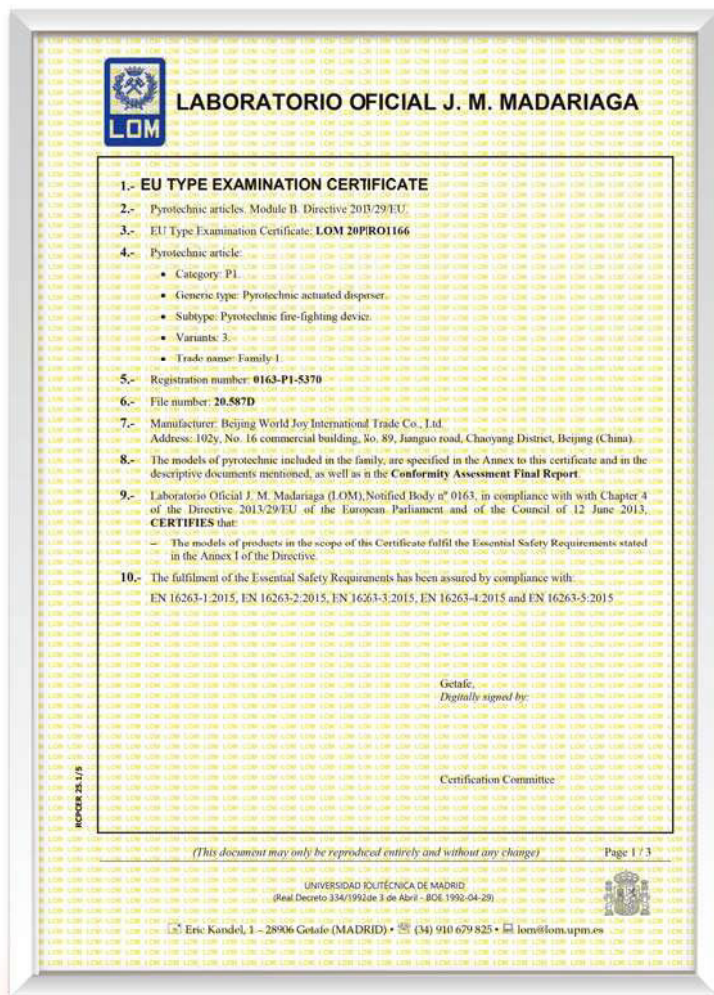 LOM
LABORATORIO OFICIAL J. M. MADARIAGA
1.- EU TYPE EXAMINATION CERTIFICATE
2.- Pyrotechnic articles. Module B. Directive 2013/29/EU.
3.- EU Type Examination Certificate: LOM 20PIRO1166
4.- Pyrotechnic article:
• Category: P1.
• Generic type: Pyrotechnic actuated dispenser.
• Subtype: Pyrotechnic fire-fighting device.
• Variants: 3.
• Trade name: Family 1.
5.- Registration number: 0163-P1-5370
6.- File number: 20.587D
7.- Manufacturer: Beijing World Joy International Trade Co., Ltd.
Address: 102y, No. 16 commercial building, No. 89, Jianguo road, Chaoyang District, Beijing (China).
8.- The models of pyrotechnic included in the family, are specified in the Annex to this certificate and in the
descriptive documents mentioned, as well as in the Conformity Assessment Final Report.
9.- Laboratorio Oficial J. M. Madariaga (LOM), Notified Body nº 0163, in compliance with with Chapter 4
of the Directive 2013/29/EU of the European Parliament and of the Council of 12 June 2013,
CERTIFIES that:
– The models of products in the scope of this Certificate fulfil the Essential Safety Requirements stated
in the Annex I of the Directive.
10.- The fulfilment of the Essential Safety Requirements has been assured by compliance with:
EN 16263-1:2015, EN 16263-2:2015, EN 16263-3:2015, EN 16263-4:2015 and EN 16263-5:2015
Getafe,
Digitally signed by:
Certification Committee
RCPCER 25.1/5
(This document may only be reproduced entirely and without any change)
Page 1 / 3
UNIVERSIDAD POLITÉCNICA DE MADRID
(Real Decreto 334/1992de 3 de Abril - BOE 1992-04-29)
Eric Kandel, 1 – 28906 Getafe (MADRID) • (34) 910 679 825 • lom@lom.upm.es